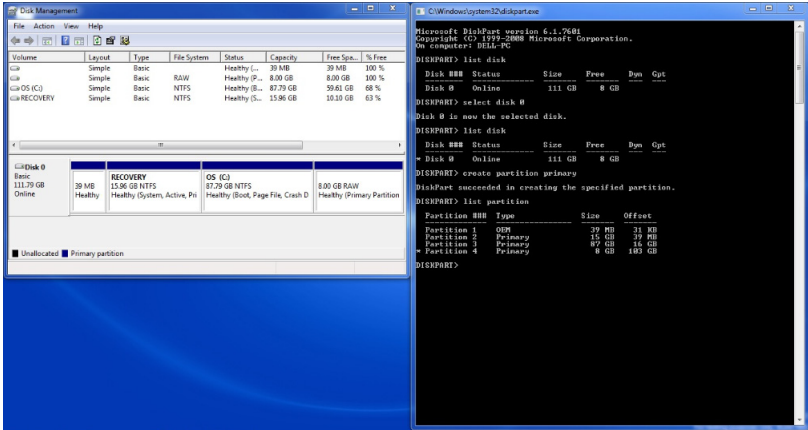 Disk Management
File Action View Help
Volume Layout Type File System Status Capacity Free Spa... % Free
Simple Basic Healthy (... 39 MB 39 MB 100 %
Simple Basic RAW Healthy (P... 8.00 GB 8.00 GB 100 %
OS (C:) Simple Basic NTFS Healthy (B... 87.79 GB 59.61 GB 68 %
RECOVERY Simple Basic NTFS Healthy (S... 15.96 GB 10.10 GB 63 %
Disk 0
Basic
111.79 GB
Online
39 MB
Healthy
RECOVERY
15.96 GB NTFS
Healthy (System, Active, Pri
OS (C:)
87.79 GB NTFS
Healthy (Boot, Page File, Crash D
8.00 GB RAW
Healthy (Primary Partition
Unallocated Primary partition
C:\Windows\system32\diskpart.exe
Microsoft DiskPart version 6.1.7601
Copyright (C) 1999-2008 Microsoft Corporation.
On computer: DELL-PC
DISKPART> list disk
Disk ### Status Size Free Dyn Gpt
Disk 0 Online 111 GB 8 GB
DISKPART> select disk 0
Disk 0 is now the selected disk.
DISKPART> list disk
Disk ### Status Size Free Dyn Gpt
* Disk 0 Online 111 GB 8 GB
DISKPART> create partition primary
DiskPart succeeded in creating the specified partition.
DISKPART> list partition
Partition ### Type Size Offset
Partition 1 OEM 39 MB 31 KB
Partition 2 Primary 15 GB 39 MB
Partition 3 Primary 87 GB 16 GB
* Partition 4 Primary 8 GB 103 GB
DISKPART>